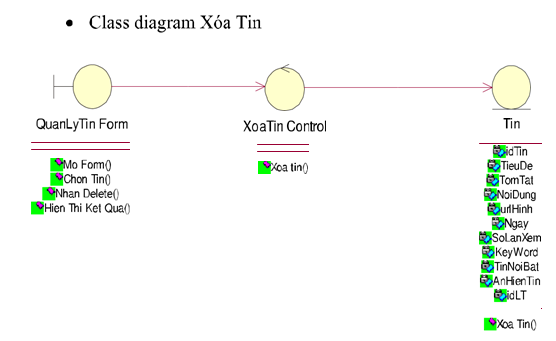 • Class diagram Xóa Tin
QuanLyTin Form
Mo Form()
Chon Tin()
Nhan Delete()
Hien Thi Ket Qua()
XoaTin Control
Xoa tin()
Tin
idTin
TieuDe
TomTat
NoiDung
urlHinh
Ngay
SoLanXem
KeyWord
TinNoiBat
AnHienTin
idLT
Xoa Tin()